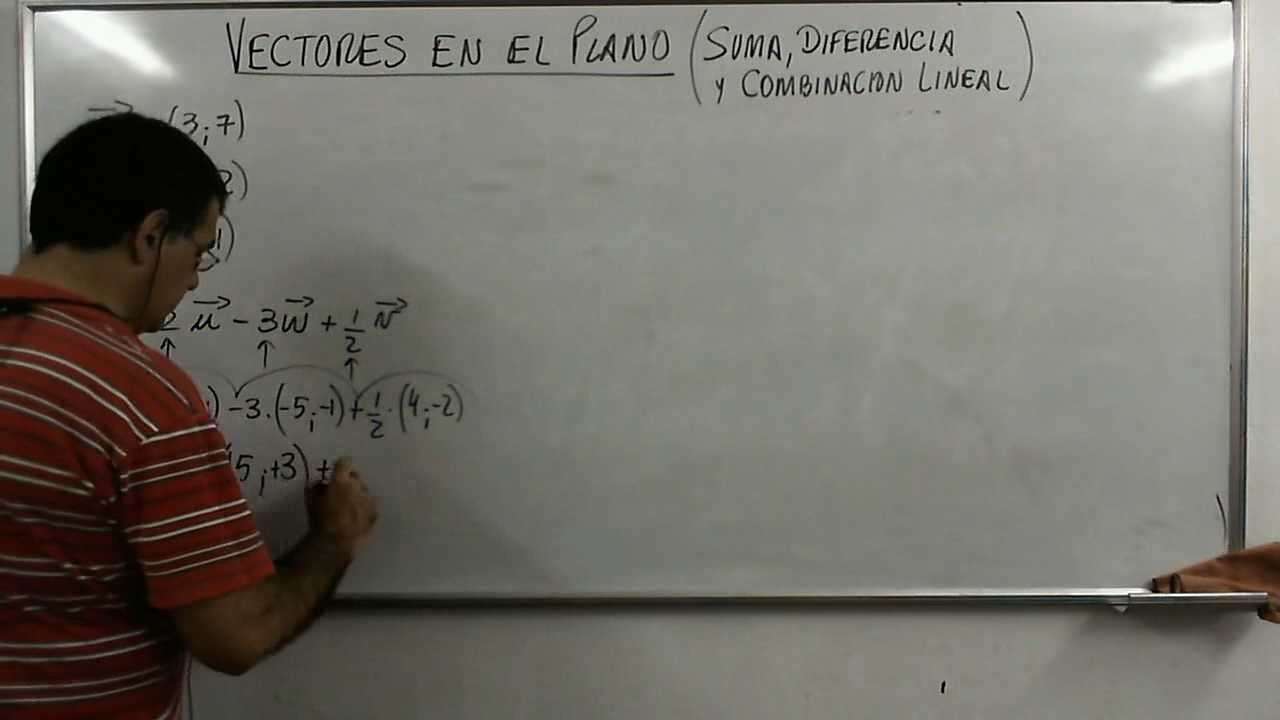 VECTORES EN EL PLANO (SUMA, DIFERENCIA
Y COMBINACION LINEAL)
(3;7)
2)
1)
2 u⃗ - 3w⃗ + 1/2 v⃗
) -3.(-5;-1) + 1/2.(4;-2)
5;+3) +